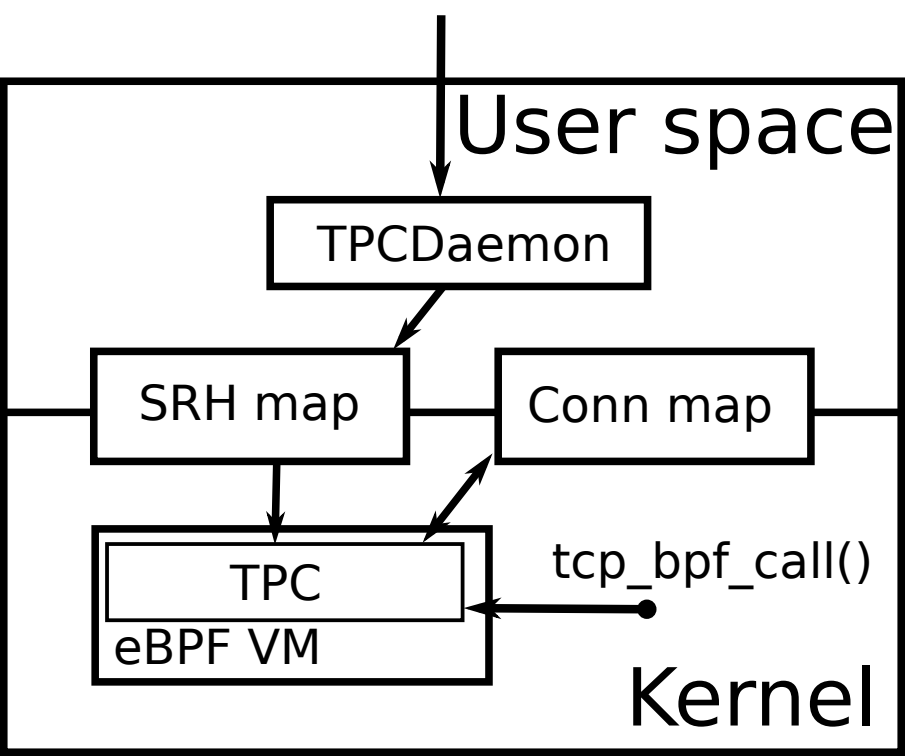 User space
TPCDaemon
SRH map
Conn map
tcp_bpf_call()
TPC
eBPF VM
Kernel